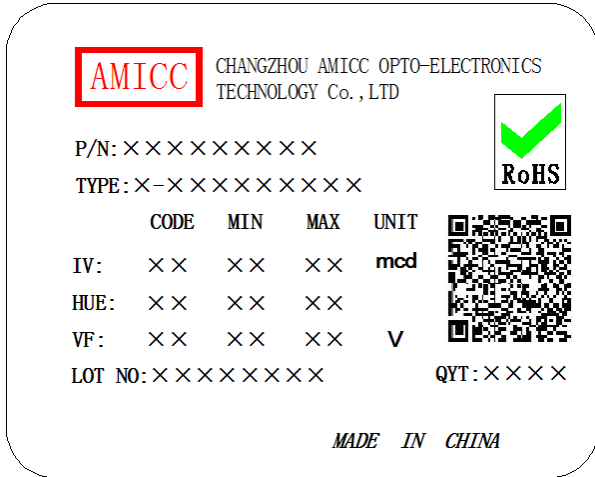 AMICC
CHANGZHOU AMICC OPTO-ELECTRONICS
TECHNOLOGY Co.,LTD
RoHS
P/N:×××××××××
TYPE:×-×××××××××
CODE MIN MAX UNIT
IV: ×× ×× ×× mcd
HUE: ×× ×× ××
VF: ×× ×× ×× V
LOT NO:×××××××× QYT:××××
MADE IN CHINA